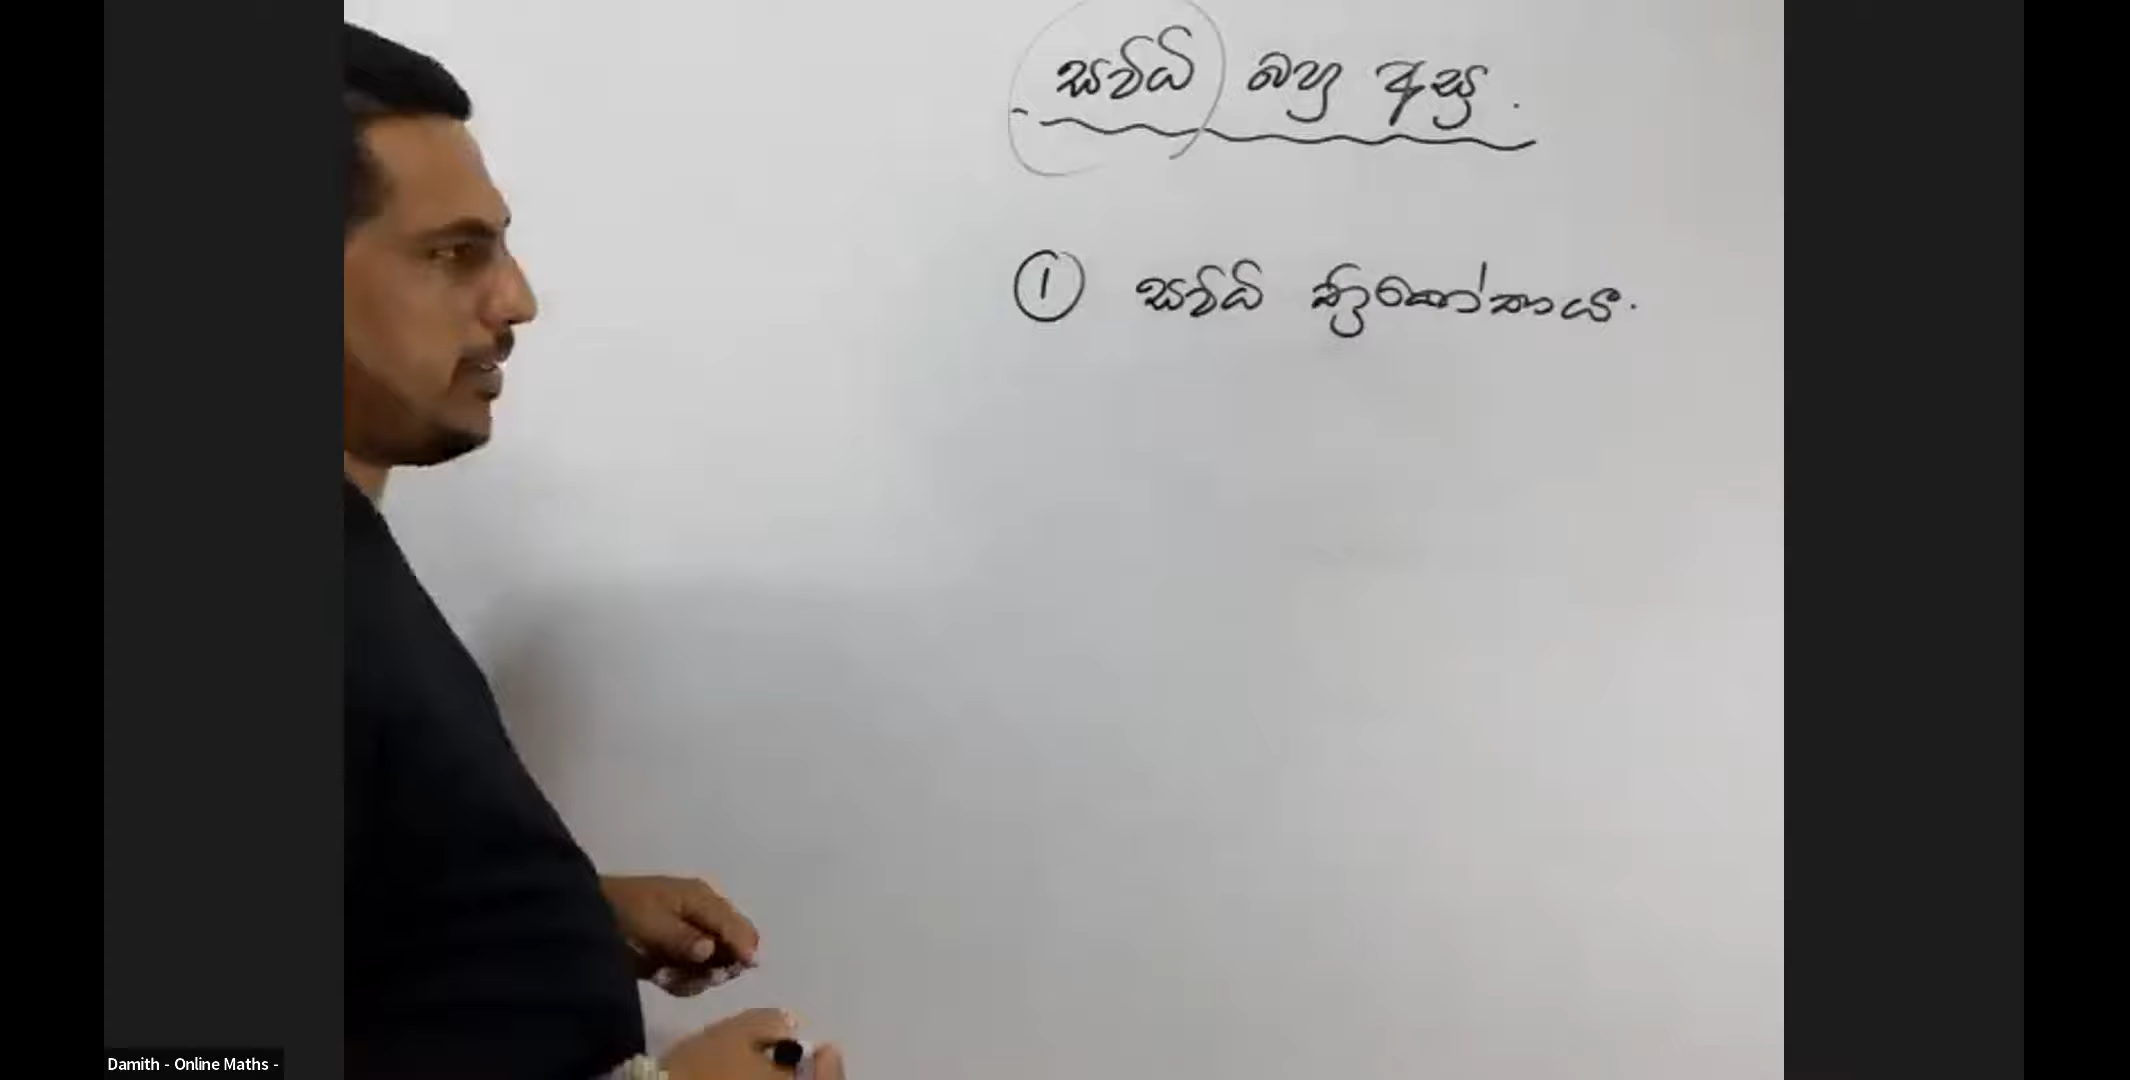 සවිධි බහු අස්‍ර.
① සවිධි ත්‍රිකෝණය.
Damith - Online Maths -